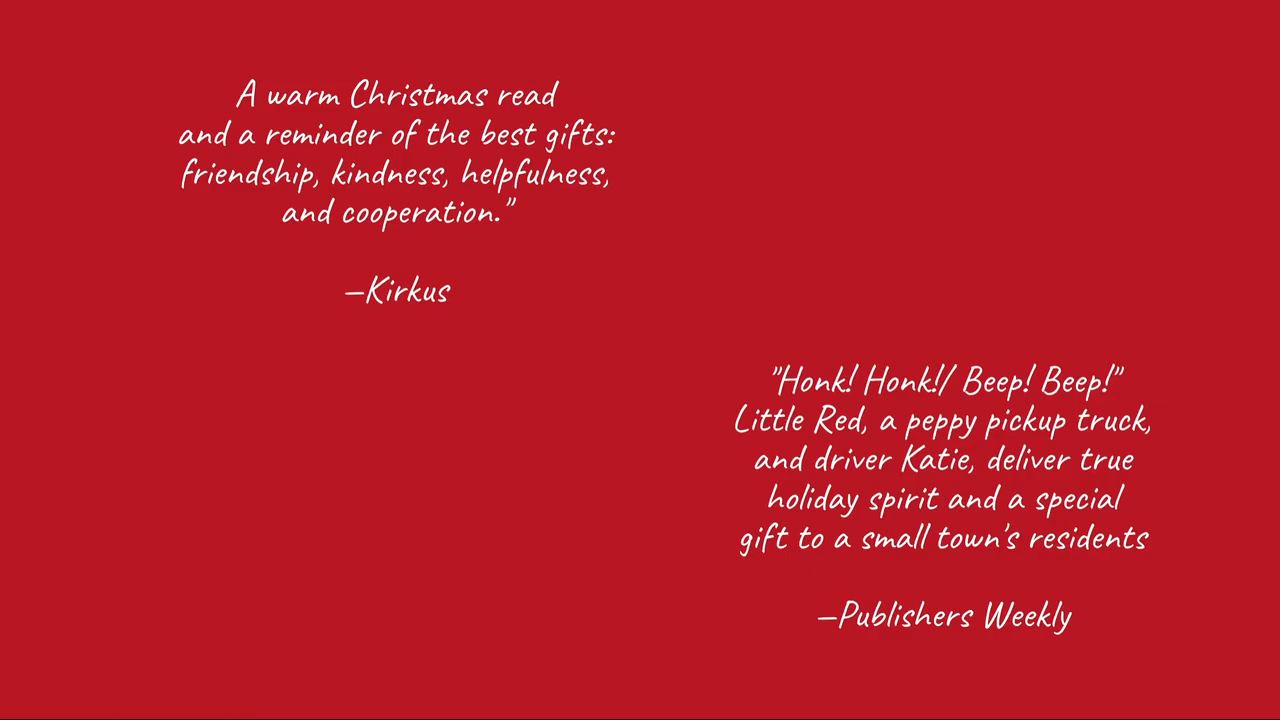 A warm Christmas read
and a reminder of the best gifts:
friendship, kindness, helpfulness,
and cooperation."
—Kirkus
"Honk! Honk!/ Beep! Beep!"
Little Red, a peppy pickup truck,
and driver Katie, deliver true
holiday spirit and a special
gift to a small town's residents
—Publishers Weekly